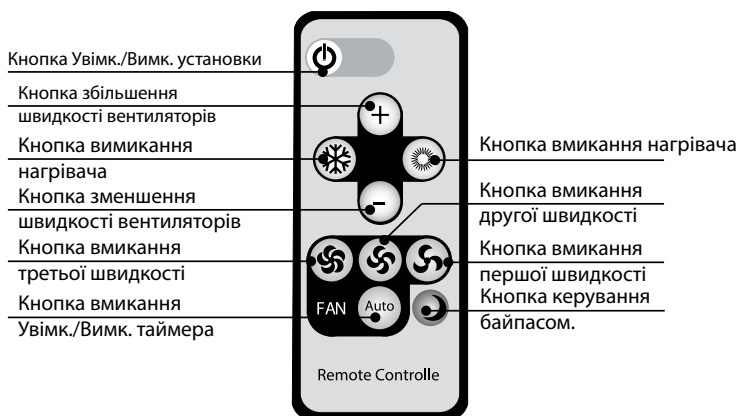 Кнопка Увімк./Вимк. установки
Кнопка збільшення
швидкості вентиляторів
Кнопка вимикання
нагрівача
Кнопка зменшення
швидкості вентиляторів
Кнопка вмикання
третьої швидкості
Кнопка вмикання
Увімк./Вимк. таймера
Кнопка вмикання нагрівача
Кнопка вмикання
другої швидкості
Кнопка вмикання
першої швидкості
Кнопка керування
байпасом.
FAN
Auto
Remote Controlle